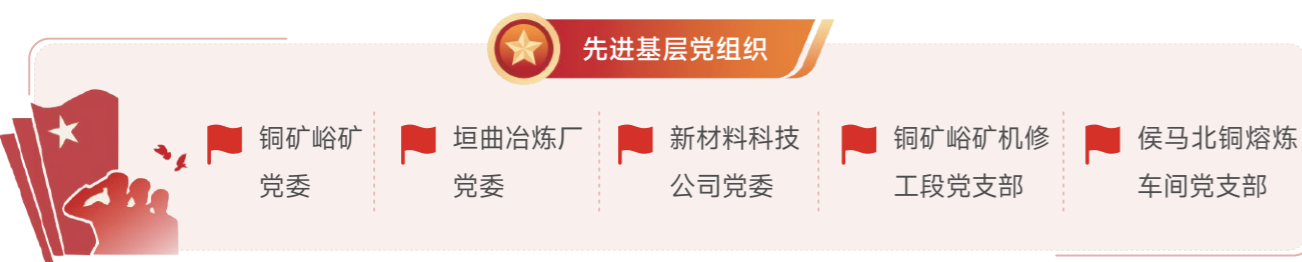 先进基层党组织
铜矿峪矿
党委
垣曲冶炼厂
党委
新材料科技
公司党委
铜矿峪矿机修
工段党支部
侯马北铜熔炼
车间党支部